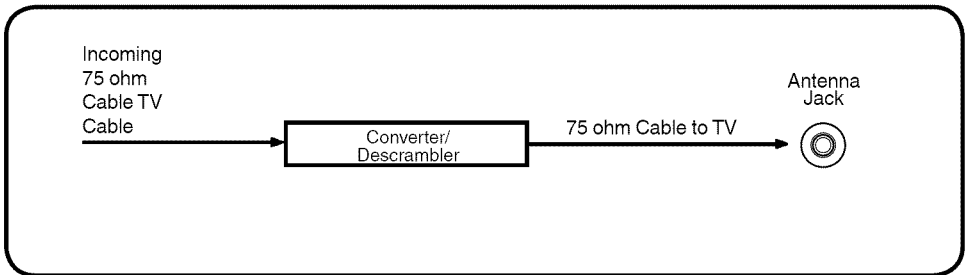 Incoming
75 ohm
Cable TV
Cable
Converter/
Descrambler
75 ohm Cable to TV
Antenna
Jack